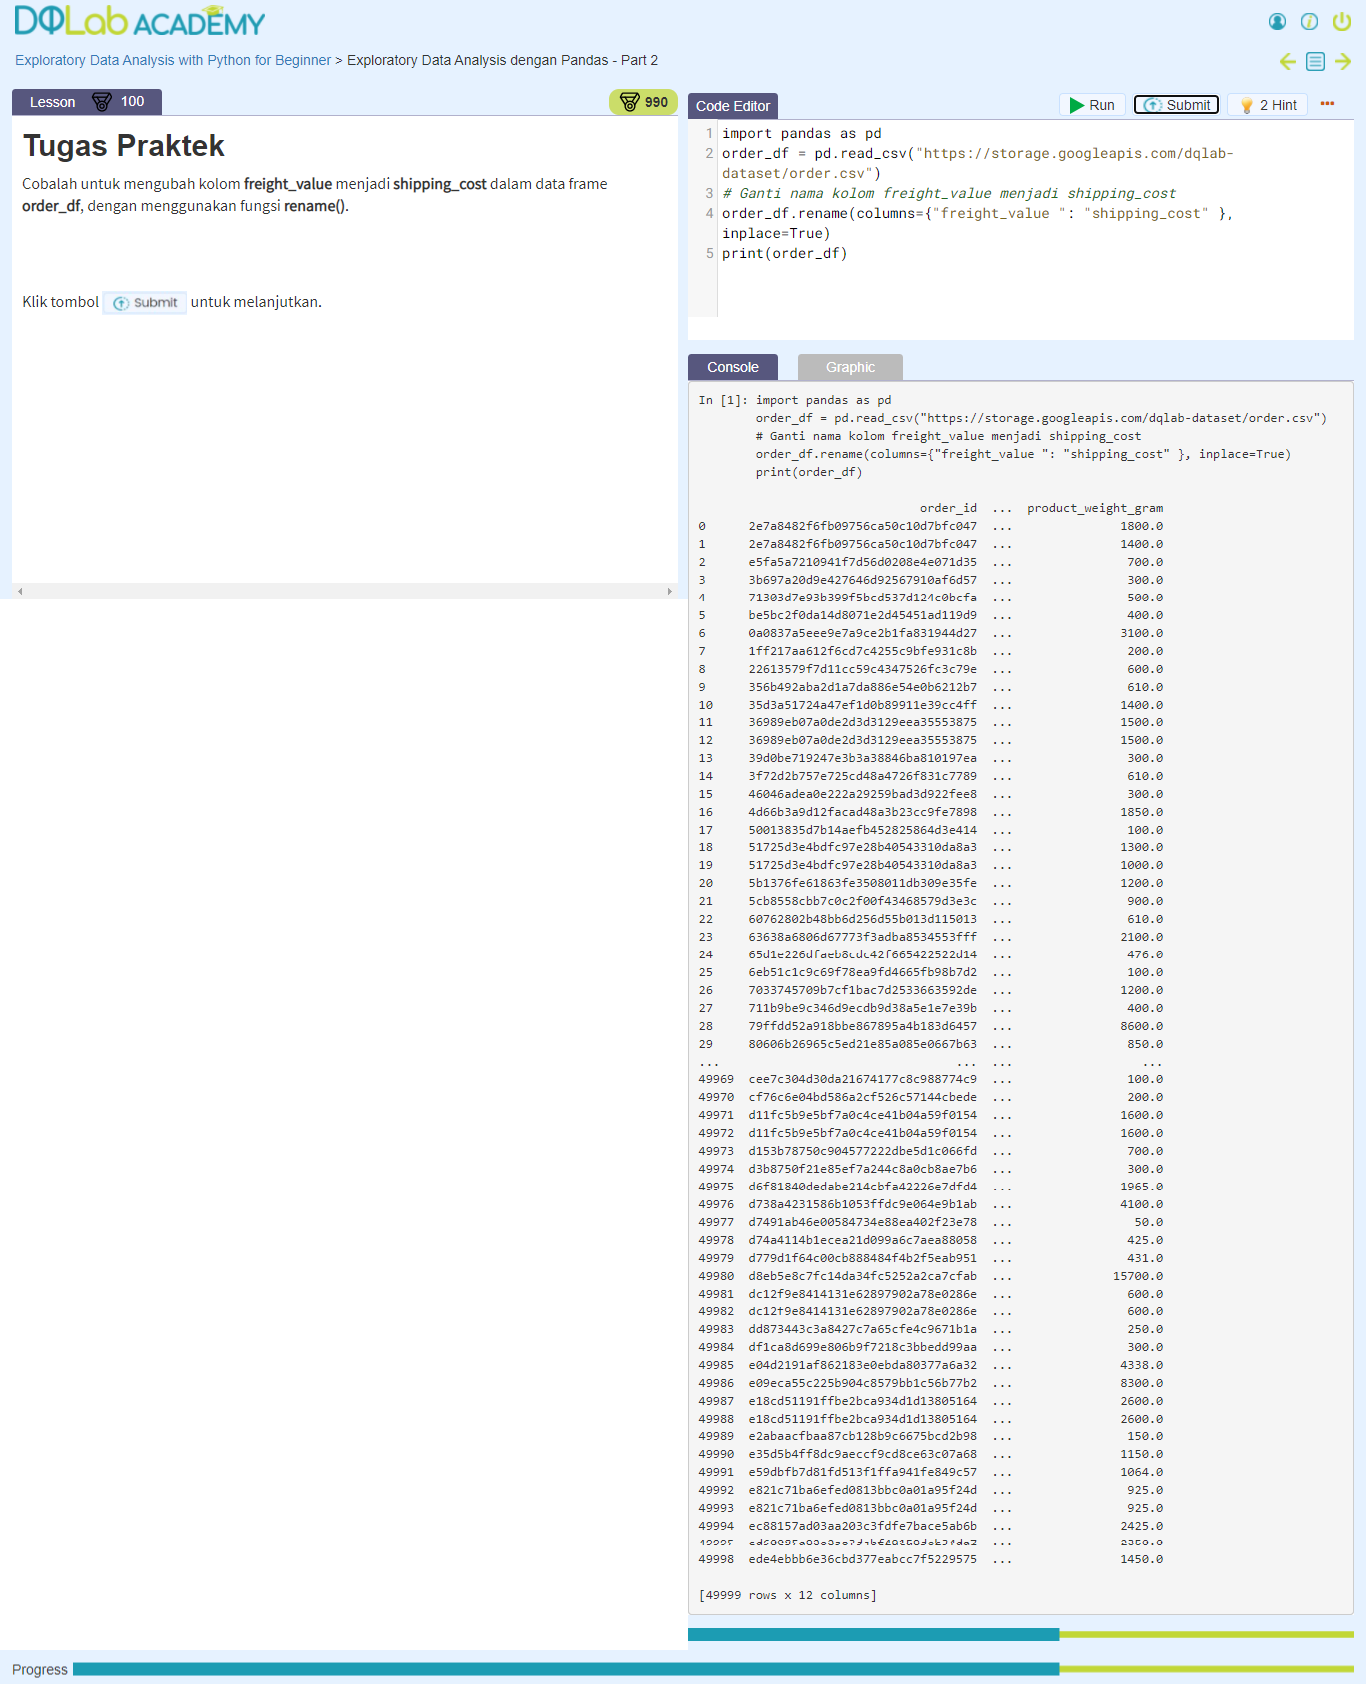 DQLab ACADEMY
Exploratory Data Analysis with Python for Beginner > Exploratory Data Analysis dengan Pandas - Part 2
Lesson 100
990
Tugas Praktek
Cobalah untuk mengubah kolom freight_value menjadi shipping_cost dalam data frame
order_df, dengan menggunakan fungsi rename().
Klik tombol Submit untuk melanjutkan.
Code Editor
Run
Submit
2 Hint
1 import pandas as pd
2 order_df = pd.read_csv("https://storage.googleapis.com/dqlab-
dataset/order.csv")
3 # Ganti nama kolom freight_value menjadi shipping_cost
4 order_df.rename(columns={"freight_value ": "shipping_cost" },
inplace=True)
5 print(order_df)
Console
Graphic
In [1]: import pandas as pd
order_df = pd.read_csv("https://storage.googleapis.com/dqlab-dataset/order.csv")
# Ganti nama kolom freight_value menjadi shipping_cost
order_df.rename(columns={"freight_value ": "shipping_cost" }, inplace=True)
print(order_df)
order_id ... product_weight_gram
0 2e7a8482f6fb09756ca50c10d7bfc047 ... 1800.0
1 2e7a8482f6fb09756ca50c10d7bfc047 ... 1400.0
2 e5fa5a7210941f7d56d0208e4e071d35 ... 700.0
3 3b697a20d9e427646d92567910af6d57 ... 300.0
4 71303d7e93b399f5bcd537d124c0bcfa ... 500.0
5 be5bc2f0da14d8071e2d45451ad119d9 ... 400.0
6 0a0837a5eee9e7a9ce2b1fa831944d27 ... 3100.0
7 1ff217aa612f6cd7c4255c9bfe931c8b ... 200.0
8 22613579f7d11cc59c4347526fc3c79e ... 600.0
9 356b492aba2d1a7da886e54e0b6212b7 ... 610.0
10 35d3a51724a47ef1d0b89911e39cc4ff ... 1400.0
11 36989eb07a0de2d3d3129eea35553875 ... 1500.0
12 36989eb07a0de2d3d3129eea35553875 ... 1500.0
13 39d0be719247e3b3a38846ba810197ea ... 300.0
14 3f72d2b757e725cd48a4726f831c7789 ... 610.0
15 46046adea0e222a29259bad3d922fee8 ... 300.0
16 4d66b3a9d12facad48a3b23cc9fe7898 ... 1850.0
17 50013835d7b14aefb452825864d3e414 ... 100.0
18 51725d3e4bdfc97e28b40543310da8a3 ... 1300.0
19 51725d3e4bdfc97e28b40543310da8a3 ... 1000.0
20 5b1376fe61863fe3508011db309e35fe ... 1200.0
21 5cb8558cbb7c0c2f00f43468579d3e3c ... 900.0
22 60762802b48bb6d256d55b013d115013 ... 610.0
23 63638a6806d67773f3adba8534553fff ... 2100.0
24 65d1e226dfaeb8cdc42f665422522d14 ... 476.0
25 6eb51c1c9c69f78ea9fd4665fb98b7d2 ... 100.0
26 7033745709b7cf1bac7d2533663592de ... 1200.0
27 711b9be9c346d9ecdb9d38a5e1e7e39b ... 400.0
28 79ffdd52a918bbe867895a4b183d6457 ... 8600.0
29 80606b26965c5ed21e85a085e0667b63 ... 850.0
... ... ... ...
49969 cee7c304d30da21674177c8c988774c9 ... 100.0
49970 cf76c6e04bd586a2cf526c57144cbede ... 200.0
49971 d11fc5b9e5bf7a0c4ce41b04a59f0154 ... 1600.0
49972 d11fc5b9e5bf7a0c4ce41b04a59f0154 ... 1600.0
49973 d153b78750c904577222dbe5d1c066fd ... 700.0
49974 d3b8750f21e85ef7a244c8a0cb8ae7b6 ... 300.0
49975 d6f81840dedabe214cbfa42226e7dfd4 ... 1965.0
49976 d738a4231586b1053ffdc9e064e9b1ab ... 4100.0
49977 d7491ab46e00584734e88ea402f23e78 ... 50.0
49978 d74a4114b1ecea21d099a6c7aea88058 ... 425.0
49979 d779d1f64c00cb888484f4b2f5eab951 ... 431.0
49980 d8eb5e8c7fc14da34fc5252a2ca7cfab ... 15700.0
49981 dc12f9e8414131e62897902a78e0286e ... 600.0
49982 dc12f9e8414131e62897902a78e0286e ... 600.0
49983 dd873443c3a8427c7a65cfe4c9671b1a ... 250.0
49984 df1ca8d699e806b9f7218c3bbedd99aa ... 300.0
49985 e04d2191af862183e0ebda80377a6a32 ... 4338.0
49986 e09eca55c225b904c8579bb1c56b77b2 ... 8300.0
49987 e18cd51191ffbe2bca934d1d13805164 ... 2600.0
49988 e18cd51191ffbe2bca934d1d13805164 ... 2600.0
49989 e2abaacfbaa87cb128b9c6675bcd2b98 ... 150.0
49990 e35d5b4ff8dc9aeccf9cd8ce63c07a68 ... 1150.0
49991 e59dbfb7d81fd513f1ffa941fe849c57 ... 1064.0
49992 e821c71ba6efed0813bbc0a01a95f24d ... 925.0
49993 e821c71ba6efed0813bbc0a01a95f24d ... 925.0
49994 ec88157ad03aa203c3fdfe7bace5ab6b ... 2425.0
49998 ede4ebbb6e36cbd377eabcc7f5229575 ... 1450.0
[49999 rows x 12 columns]
Progress